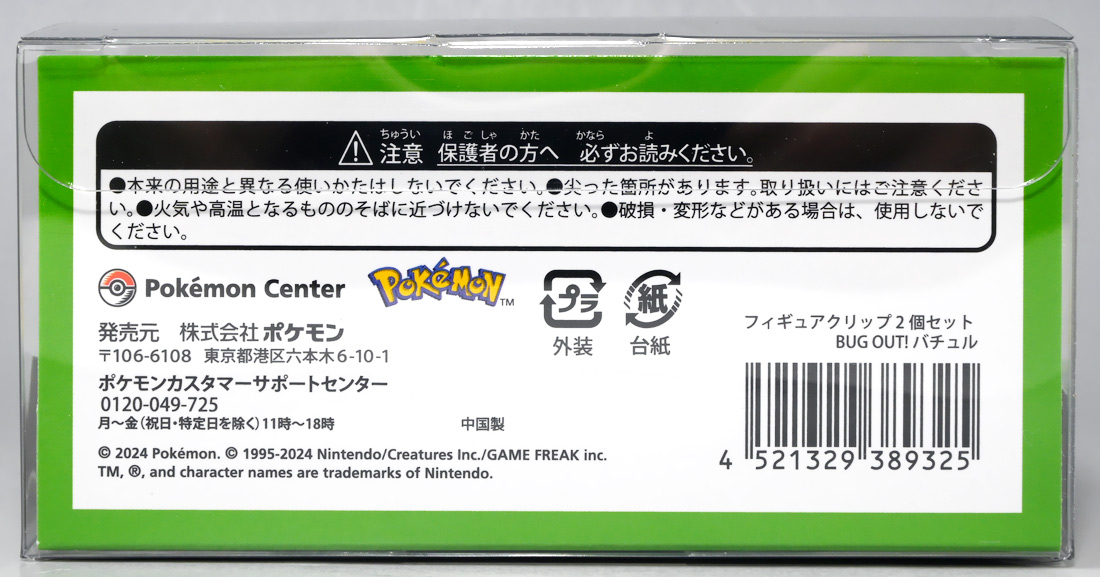 ちゅうい ほごしゃ かた かなら よ
注意 保護者の方へ 必ずお読みください。
●本来の用途と異なる使いかたはしないでください。●尖った箇所があります。取り扱いにはご注意くださ
い。●火気や高温となるもののそばに近づけないでください。●破損・変形などがある場合は、使用しないで
ください。
Pokémon Center POKéMON TM
プラ 紙
外装 台紙
発売元 株式会社ポケモン
〒106-6108 東京都港区六本木6-10-1
ポケモンカスタマーサポートセンター
0120-049-725
月〜金(祝日・特定日を除く)11時〜18時
中国製
© 2024 Pokémon. © 1995-2024 Nintendo/Creatures Inc./GAME FREAK inc.
TM, ®, and character names are trademarks of Nintendo.
フィギュアクリップ2個セット
BUG OUT! バチュル
4 521329 389325